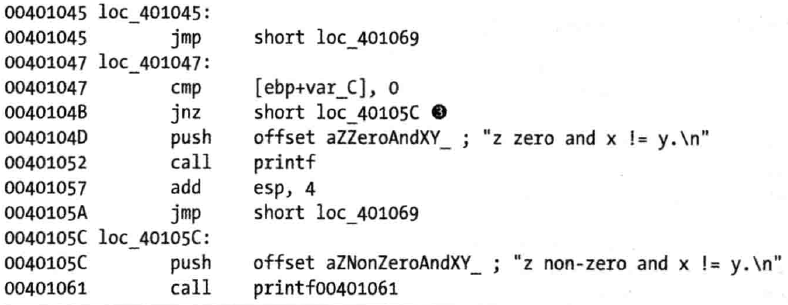 00401045 loc_401045:
00401045 jmp short loc_401069
00401047 loc_401047:
00401047 cmp [ebp+var_C], 0
0040104B jnz short loc_40105C ❸
0040104D push offset aZZeroAndXY_ ; "z zero and x != y.\n"
00401052 call printf
00401057 add esp, 4
0040105A jmp short loc_401069
0040105C loc_40105C:
0040105C push offset aZNonZeroAndXY_ ; "z non-zero and x != y.\n"
00401061 call printf00401061